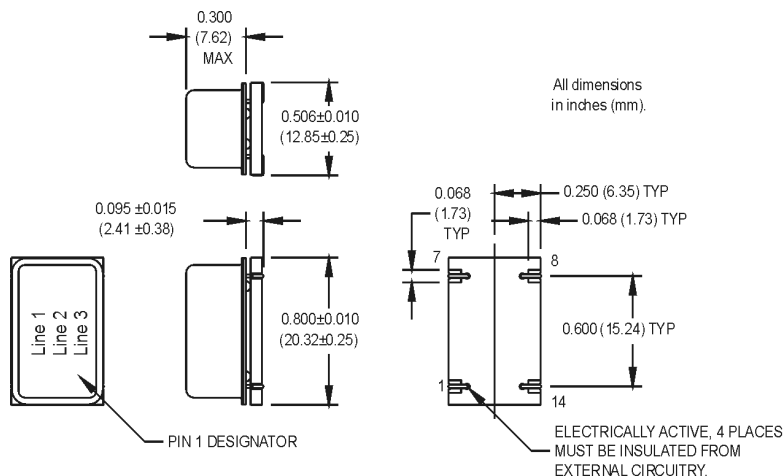 0.300
(7.62)
MAX
All dimensions
in inches (mm).
0.506±0.010
(12.85±0.25)
0.095 ±0.015
(2.41 ±0.38)
0.068
(1.73)
TYP
0.250 (6.35) TYP
0.068 (1.73) TYP
7
8
Line 1
Line 2
Line 3
0.800±0.010
(20.32±0.25)
0.600 (15.24) TYP
1
14
PIN 1 DESIGNATOR
ELECTRICALLY ACTIVE, 4 PLACES
MUST BE INSULATED FROM
EXTERNAL CIRCUITRY.